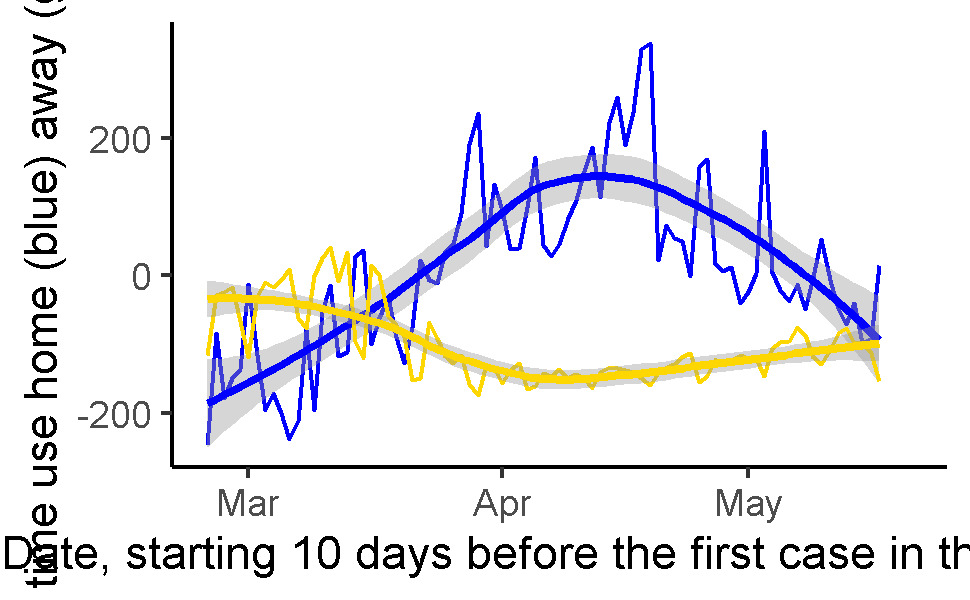 time use home (blue) away (
200
0
-200
Mar Apr May
Date, starting 10 days before the first case in th